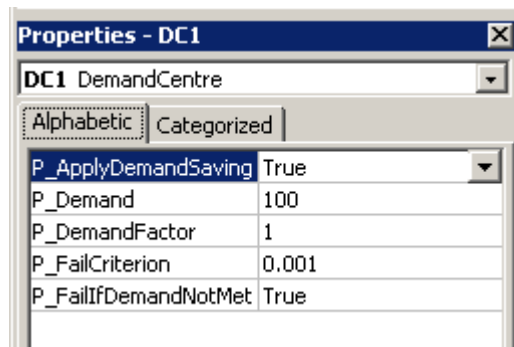 Properties - DC1
DC1 DemandCentre
Alphabetic Categorized
P_ApplyDemandSaving True
P_Demand 100
P_DemandFactor 1
P_FailCriterion 0.001
P_FailIfDemandNotMet True